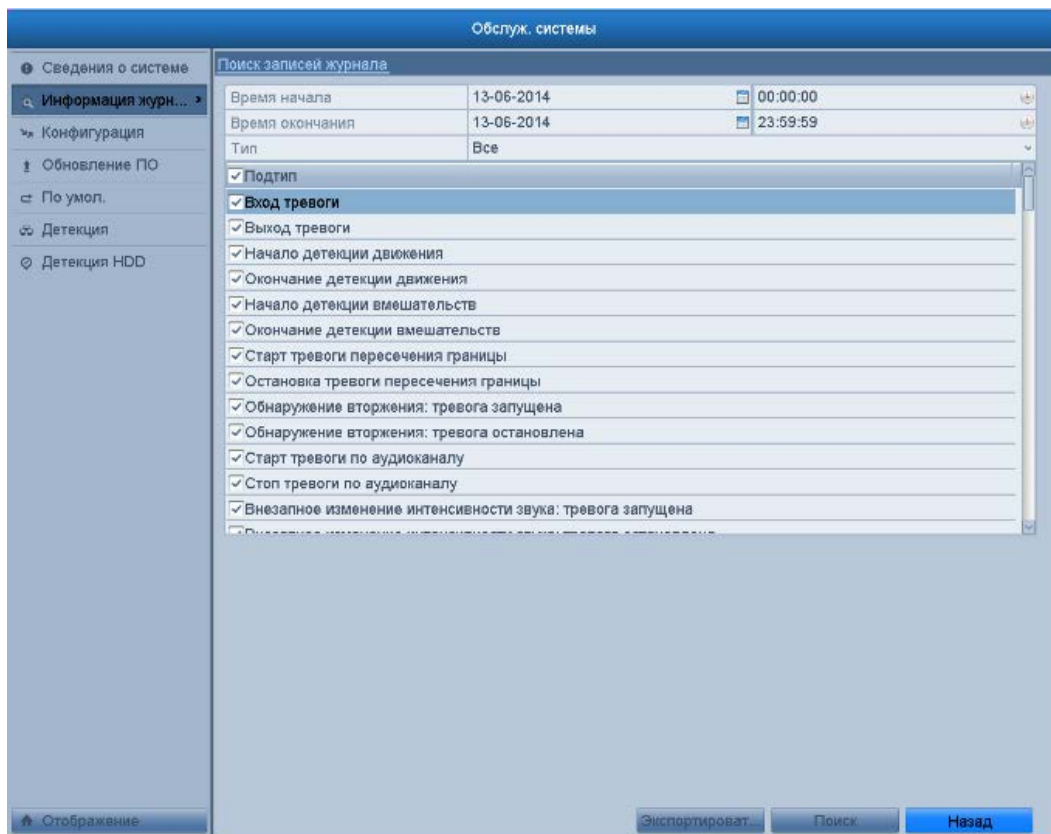 Обслуж. системы
Сведения о системе
Информация журн...
Конфигурация
Обновление ПО
По умол.
Детекция
Детекция HDD
Отображение
Поиск записей журнала
Время начала 13-06-2014 00:00:00
Время окончания 13-06-2014 23:59:59
Тип Все
Подтип
Вход тревоги
Выход тревоги
Начало детекции движения
Окончание детекции движения
Начало детекции вмешательств
Окончание детекции вмешательств
Старт тревоги пересечения границы
Остановка тревоги пересечения границы
Обнаружение вторжения: тревога запущена
Обнаружение вторжения: тревога остановлена
Старт тревоги по аудиоканалу
Стоп тревоги по аудиоканалу
Внезапное изменение интенсивности звука: тревога запущена
Экспортироват... Поиск Назад